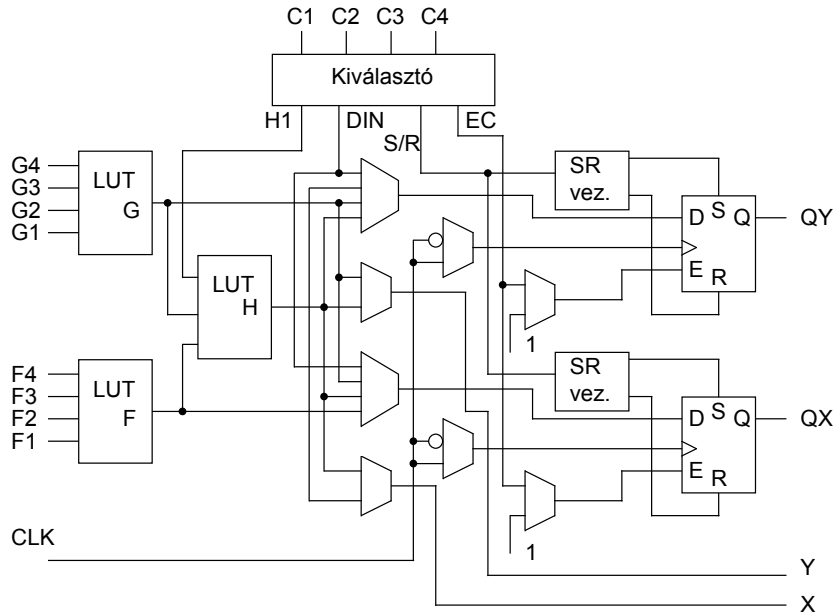 C1 C2 C3 C4
Kiválasztó
H1 DIN S/R EC
G4
G3
G2
G1
LUT
G
SR
vez.
D S Q
E R
QY
LUT
H
1
F4
F3
F2
F1
LUT
F
SR
vez.
D S Q
E R
QX
1
CLK
Y
X